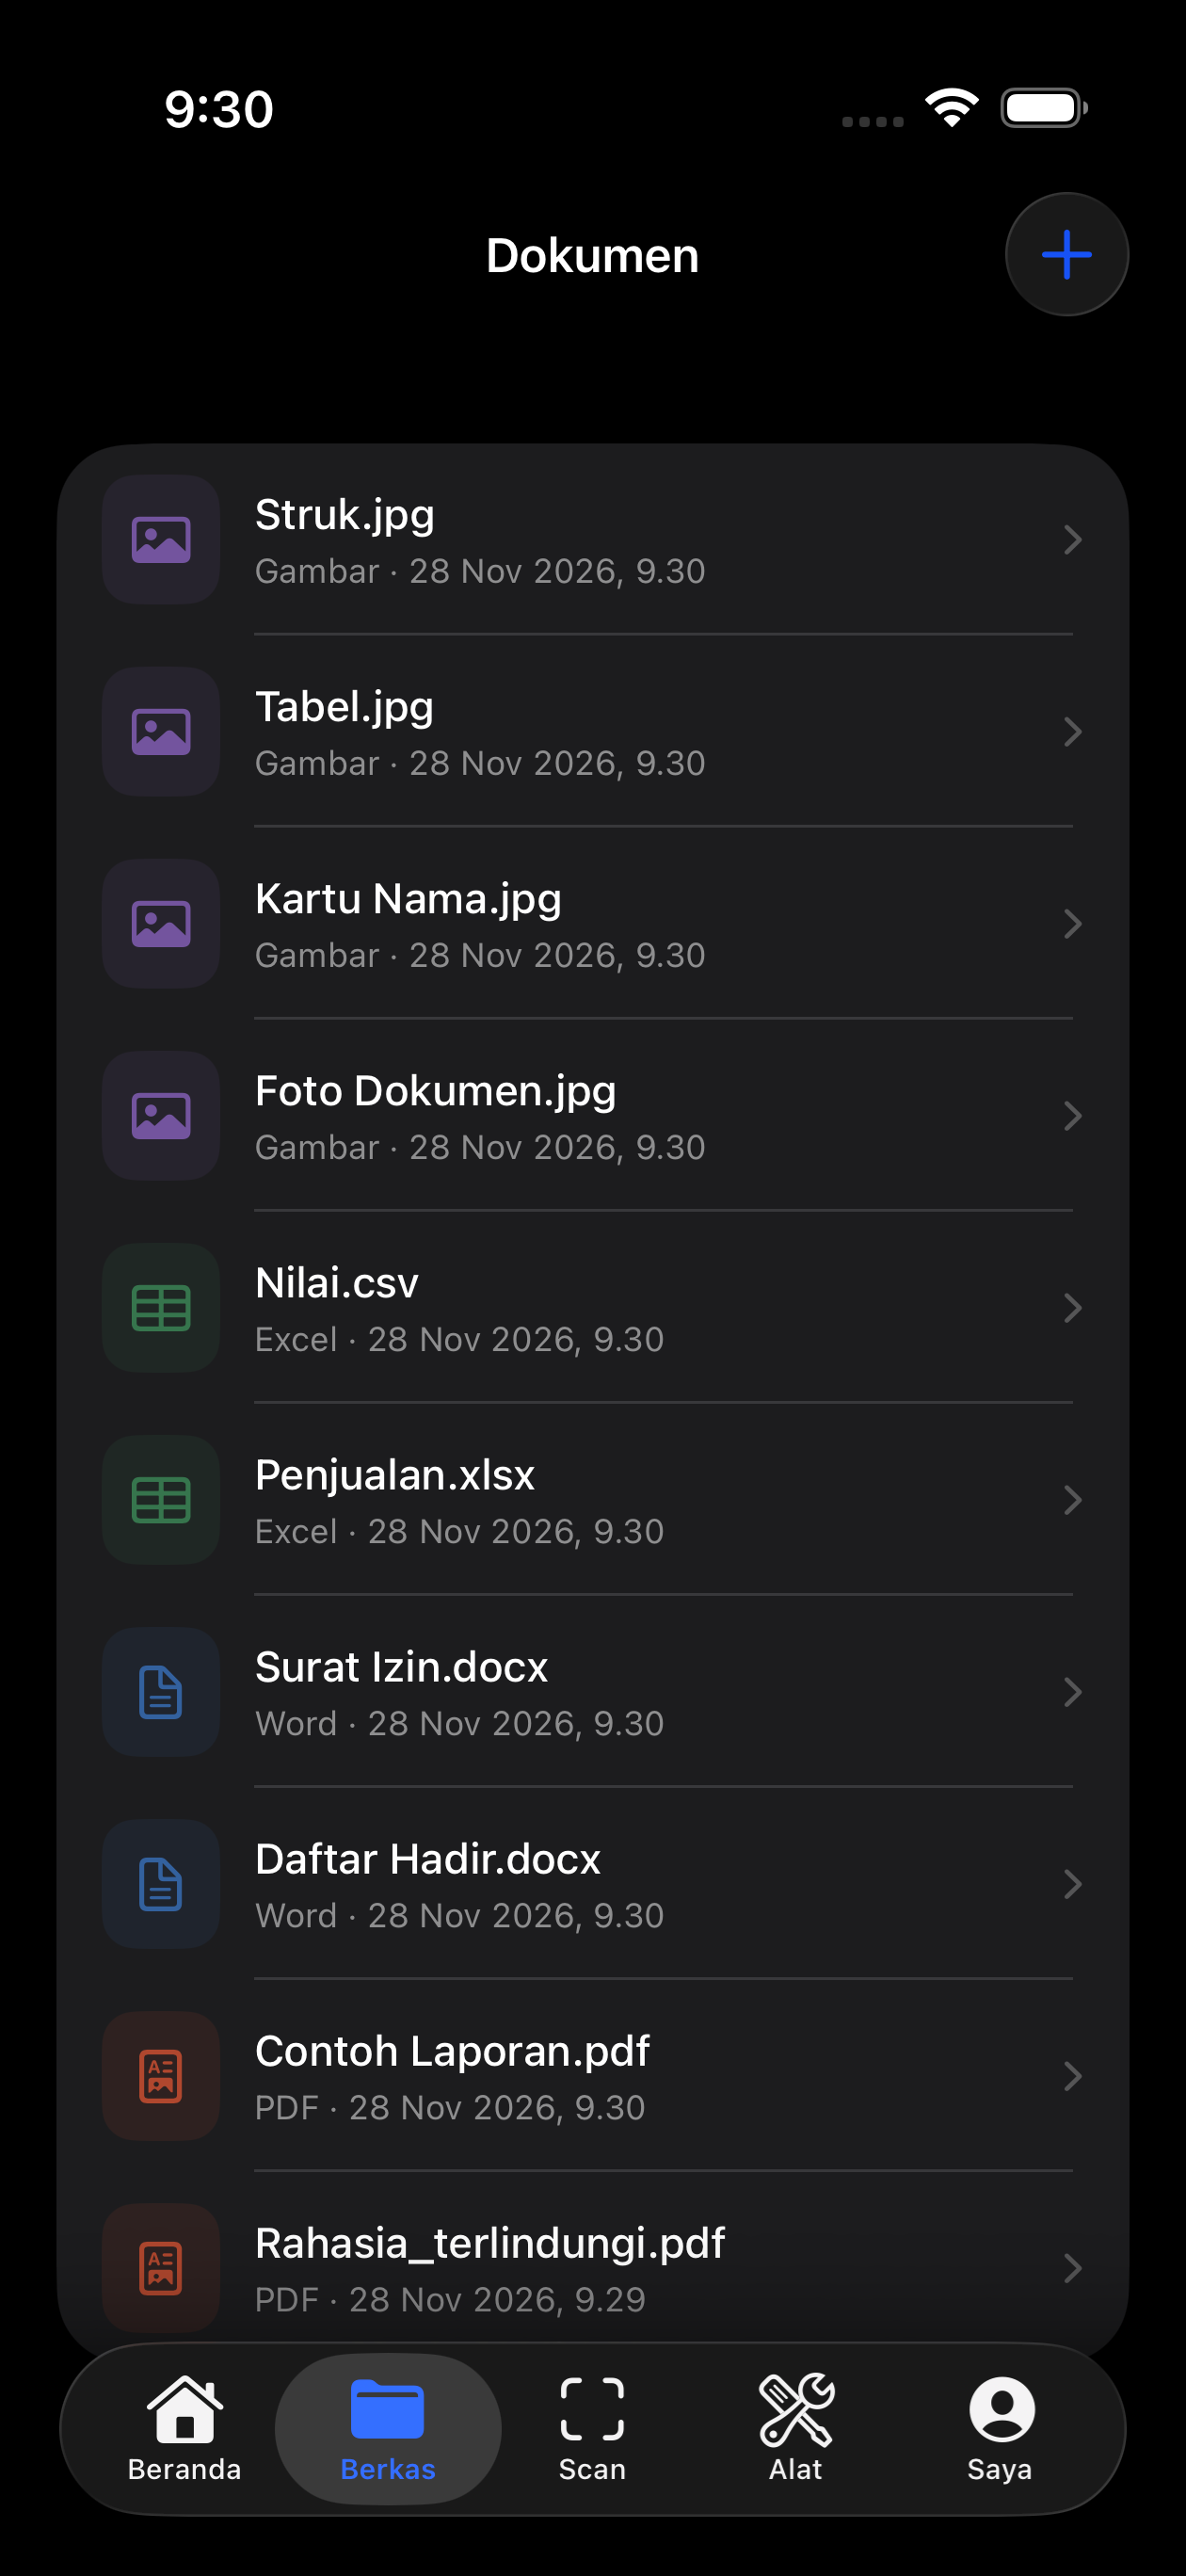 9:30
Dokumen
Struk.jpg
Gambar · 28 Nov 2026, 9.30
Tabel.jpg
Gambar · 28 Nov 2026, 9.30
Kartu Nama.jpg
Gambar · 28 Nov 2026, 9.30
Foto Dokumen.jpg
Gambar · 28 Nov 2026, 9.30
Nilai.csv
Excel · 28 Nov 2026, 9.30
Penjualan.xlsx
Excel · 28 Nov 2026, 9.30
Surat Izin.docx
Word · 28 Nov 2026, 9.30
Daftar Hadir.docx
Word · 28 Nov 2026, 9.30
Contoh Laporan.pdf
PDF · 28 Nov 2026, 9.30
Rahasia_terlindungi.pdf
PDF · 28 Nov 2026, 9.29
Beranda Berkas Scan Alat Saya